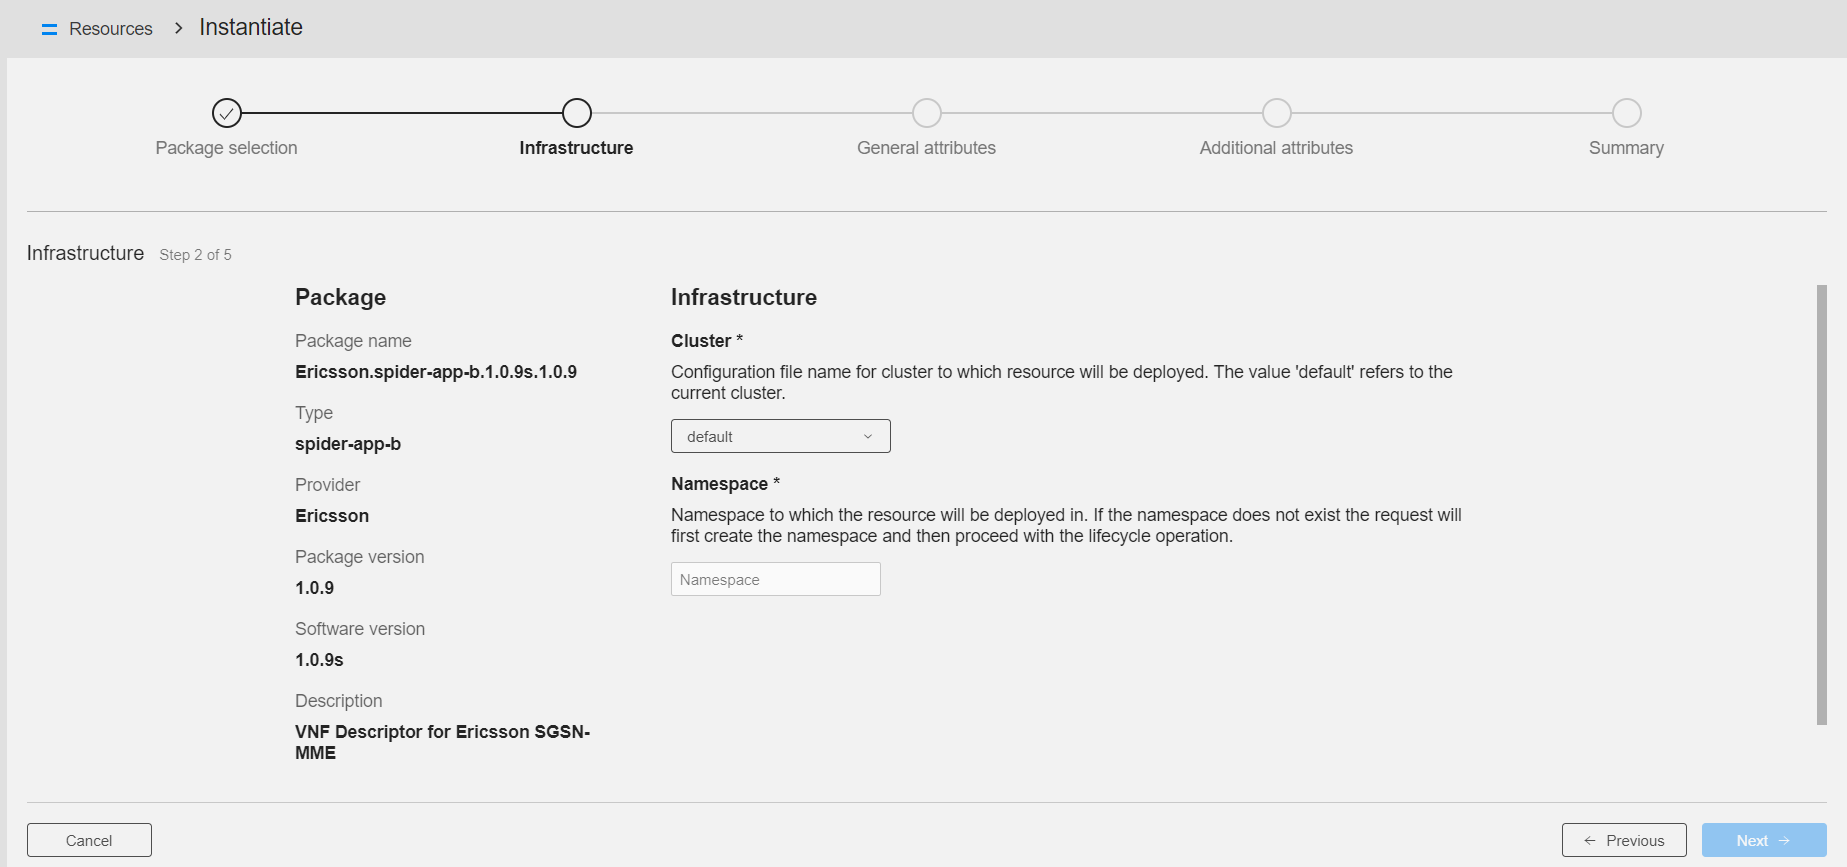 Resources > Instantiate
Package selection
Infrastructure
General attributes
Additional attributes
Summary
Infrastructure Step 2 of 5
Package
Package name
Ericsson.spider-app-b.1.0.9s.1.0.9
Type
spider-app-b
Provider
Ericsson
Package version
1.0.9
Software version
1.0.9s
Description
VNF Descriptor for Ericsson SGSN-
MME
Infrastructure
Cluster *
Configuration file name for cluster to which resource will be deployed. The value 'default' refers to the
current cluster.
default
Namespace *
Namespace to which the resource will be deployed in. If the namespace does not exist the request will
first create the namespace and then proceed with the lifecycle operation.
Namespace
Cancel
← Previous
Next →